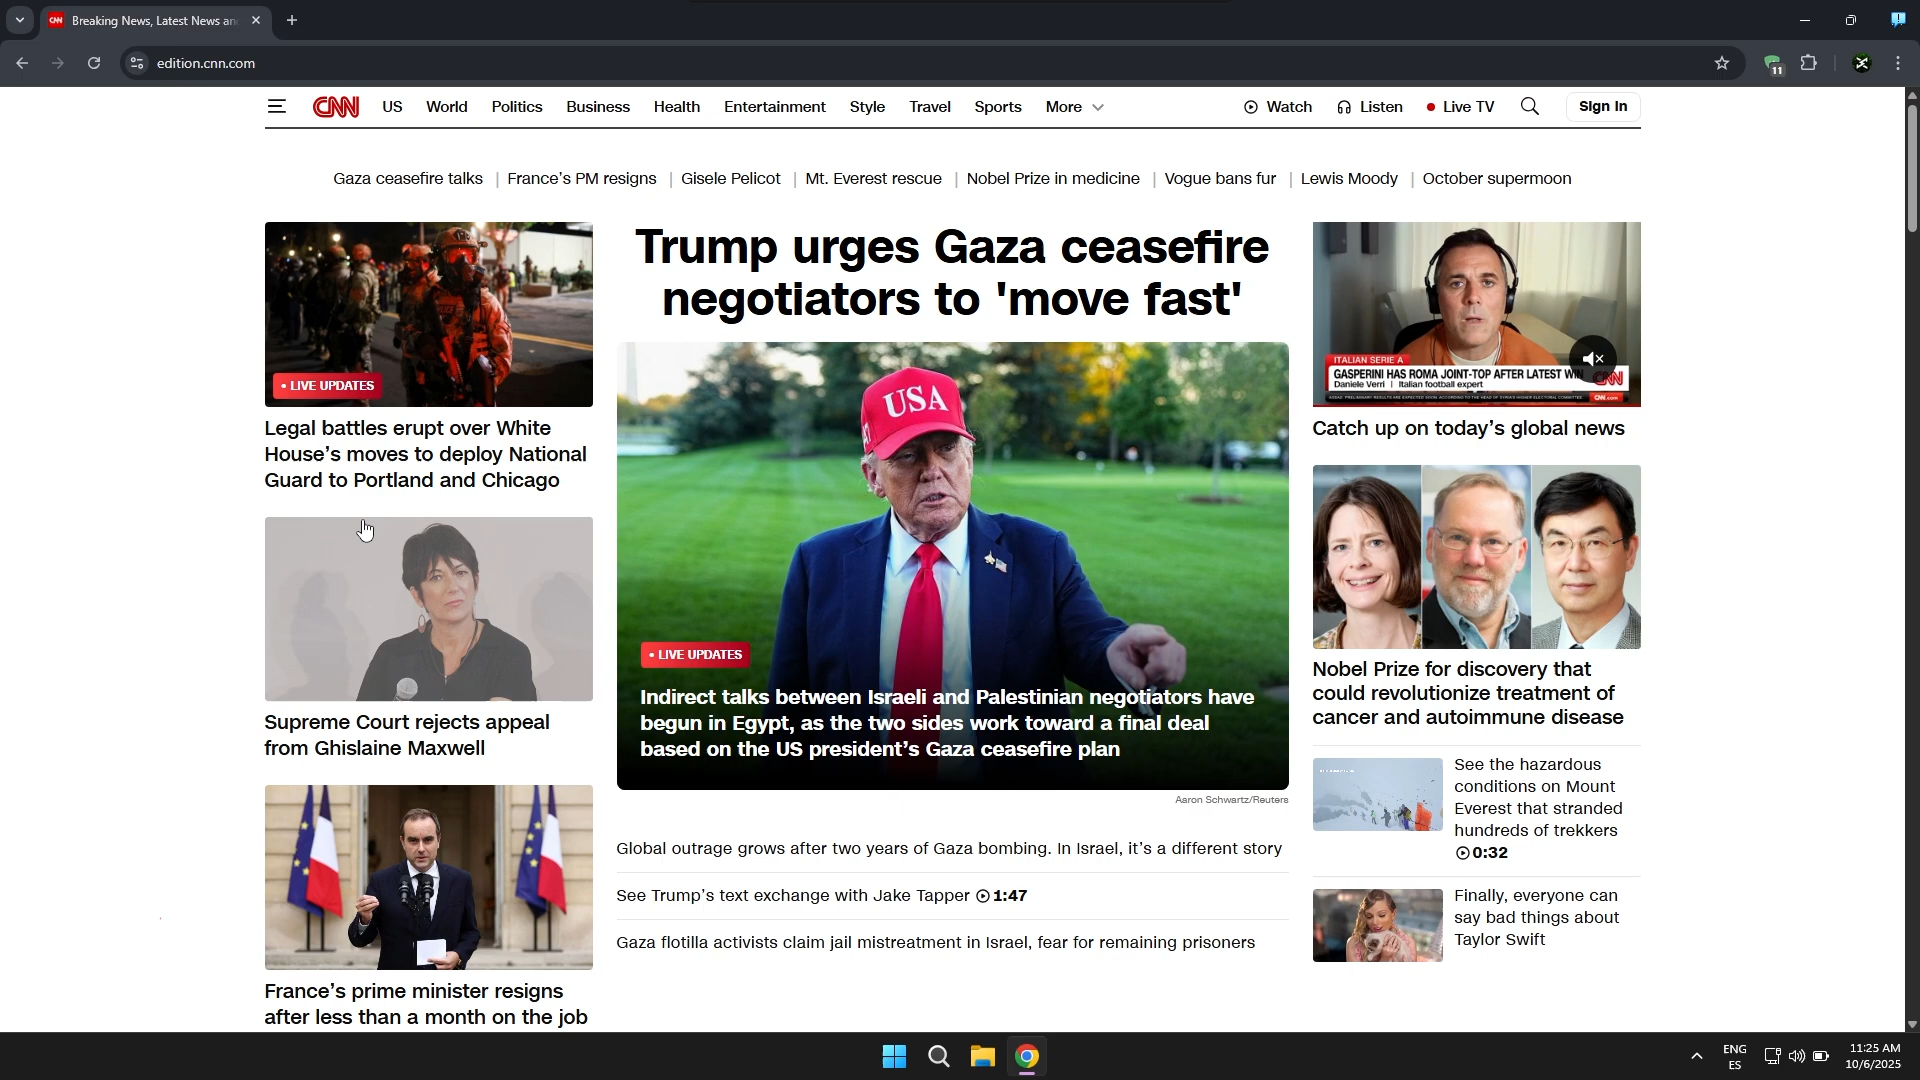 CNN Breaking News, Latest News an
edition.cnn.com
11
CNN US World Politics Business Health Entertainment Style Travel Sports More Watch Listen Live TV Sign in
Gaza ceasefire talks | France's PM resigns | Gisele Pelicot | Mt. Everest rescue | Nobel Prize in medicine | Vogue bans fur | Lewis Moody | October supermoon
• LIVE UPDATES
Legal battles erupt over White
House's moves to deploy National
Guard to Portland and Chicago
Supreme Court rejects appeal
from Ghislaine Maxwell
France's prime minister resigns
after less than a month on the job
Trump urges Gaza ceasefire
negotiators to 'move fast'
USA
• LIVE UPDATES
Indirect talks between Israeli and Palestinian negotiators have
begun in Egypt, as the two sides work toward a final deal
based on the US president's Gaza ceasefire plan
Aaron Schwartz/Reuters
Global outrage grows after two years of Gaza bombing. In Israel, it's a different story
See Trump's text exchange with Jake Tapper 1:47
Gaza flotilla activists claim jail mistreatment in Israel, fear for remaining prisoners
ITALIAN SERIE A
GASPERINI HAS ROMA JOINT-TOP AFTER LATEST WIN CNN
Daniele Verri | Italian football expert
CNN.com
Catch up on today's global news
Nobel Prize for discovery that
could revolutionize treatment of
cancer and autoimmune disease
See the hazardous
conditions on Mount
Everest that stranded
hundreds of trekkers
0:32
Finally, everyone can
say bad things about
Taylor Swift
ENG
ES
11:25 AM
10/6/2025